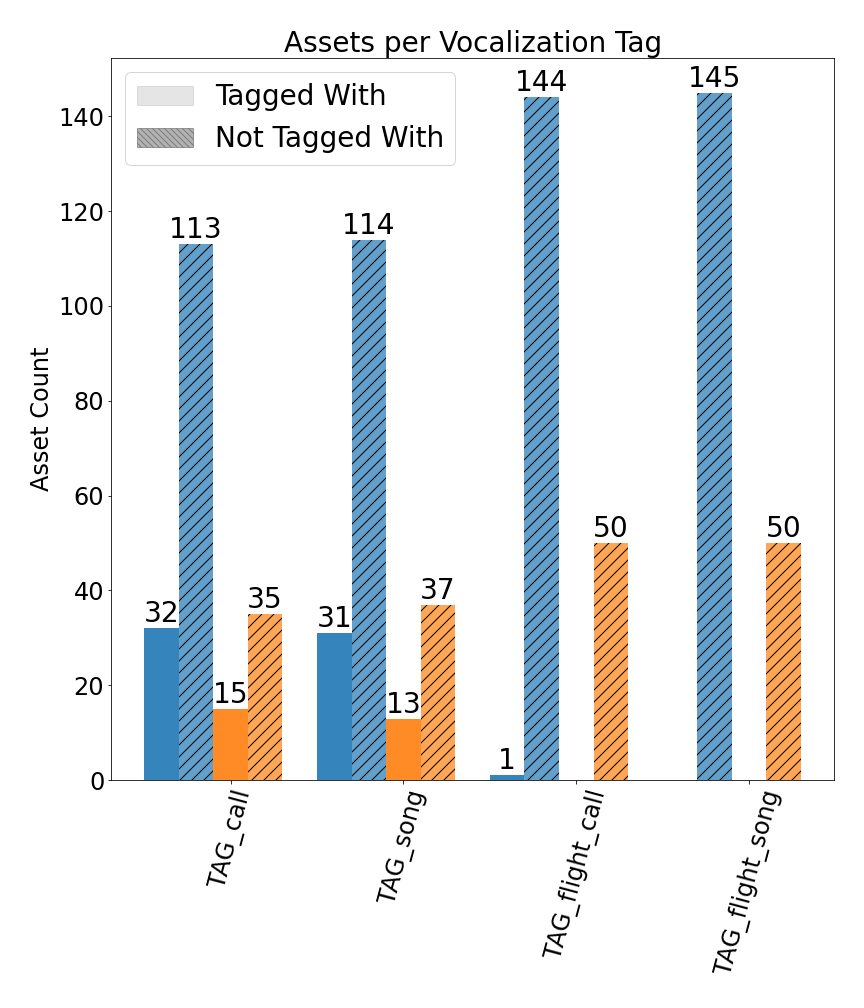 Assets per Vocalization Tag
Tagged With
Not Tagged With
Asset Count
140
120
100
80
60
40
20
0
32
113
15
35
31
114
13
37
1
144
50
145
50
TAG_call
TAG_song
TAG_flight_call
TAG_flight_song